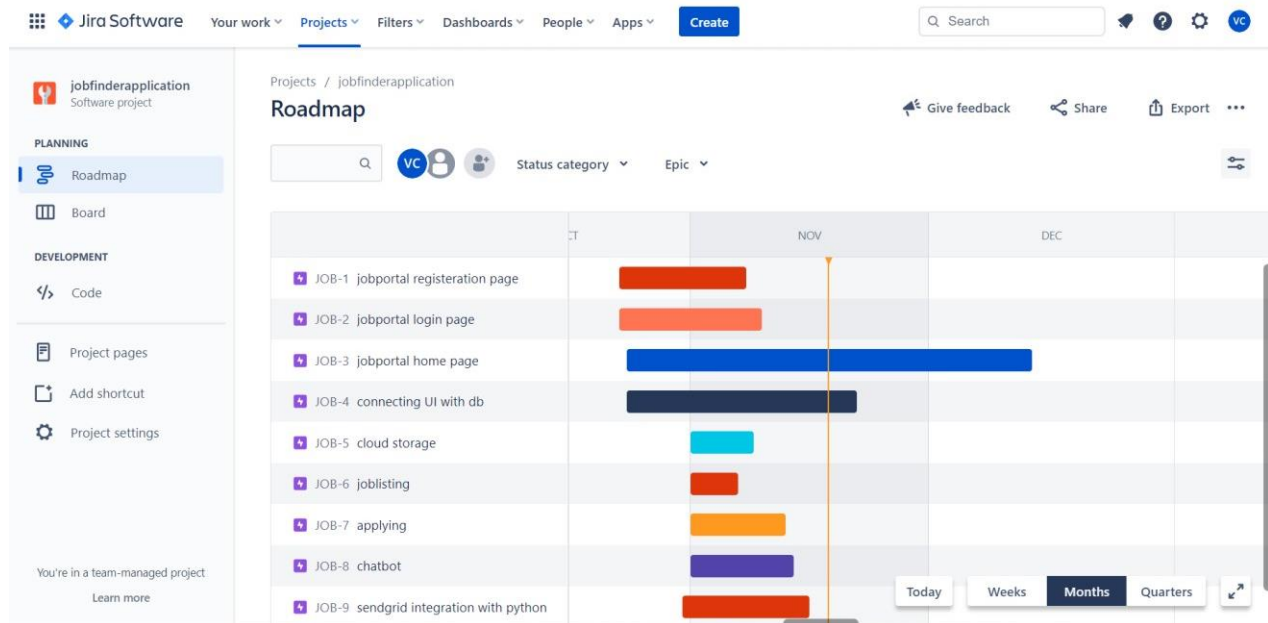 Jira Software Your work Projects Filters Dashboards People Apps Create Search VC
jobfinderapplication
Software project
PLANNING
Roadmap
Board
DEVELOPMENT
Code
Project pages
Add shortcut
Project settings
You're in a team-managed project
Learn more
Projects / jobfinderapplication
Roadmap
Give feedback Share Export
VC Status category Epic
CT NOV DEC
JOB-1 jobportal registeration page
JOB-2 jobportal login page
JOB-3 jobportal home page
JOB-4 connecting UI with db
JOB-5 cloud storage
JOB-6 joblisting
JOB-7 applying
JOB-8 chatbot
JOB-9 sendgrid integration with python
Today Weeks Months Quarters